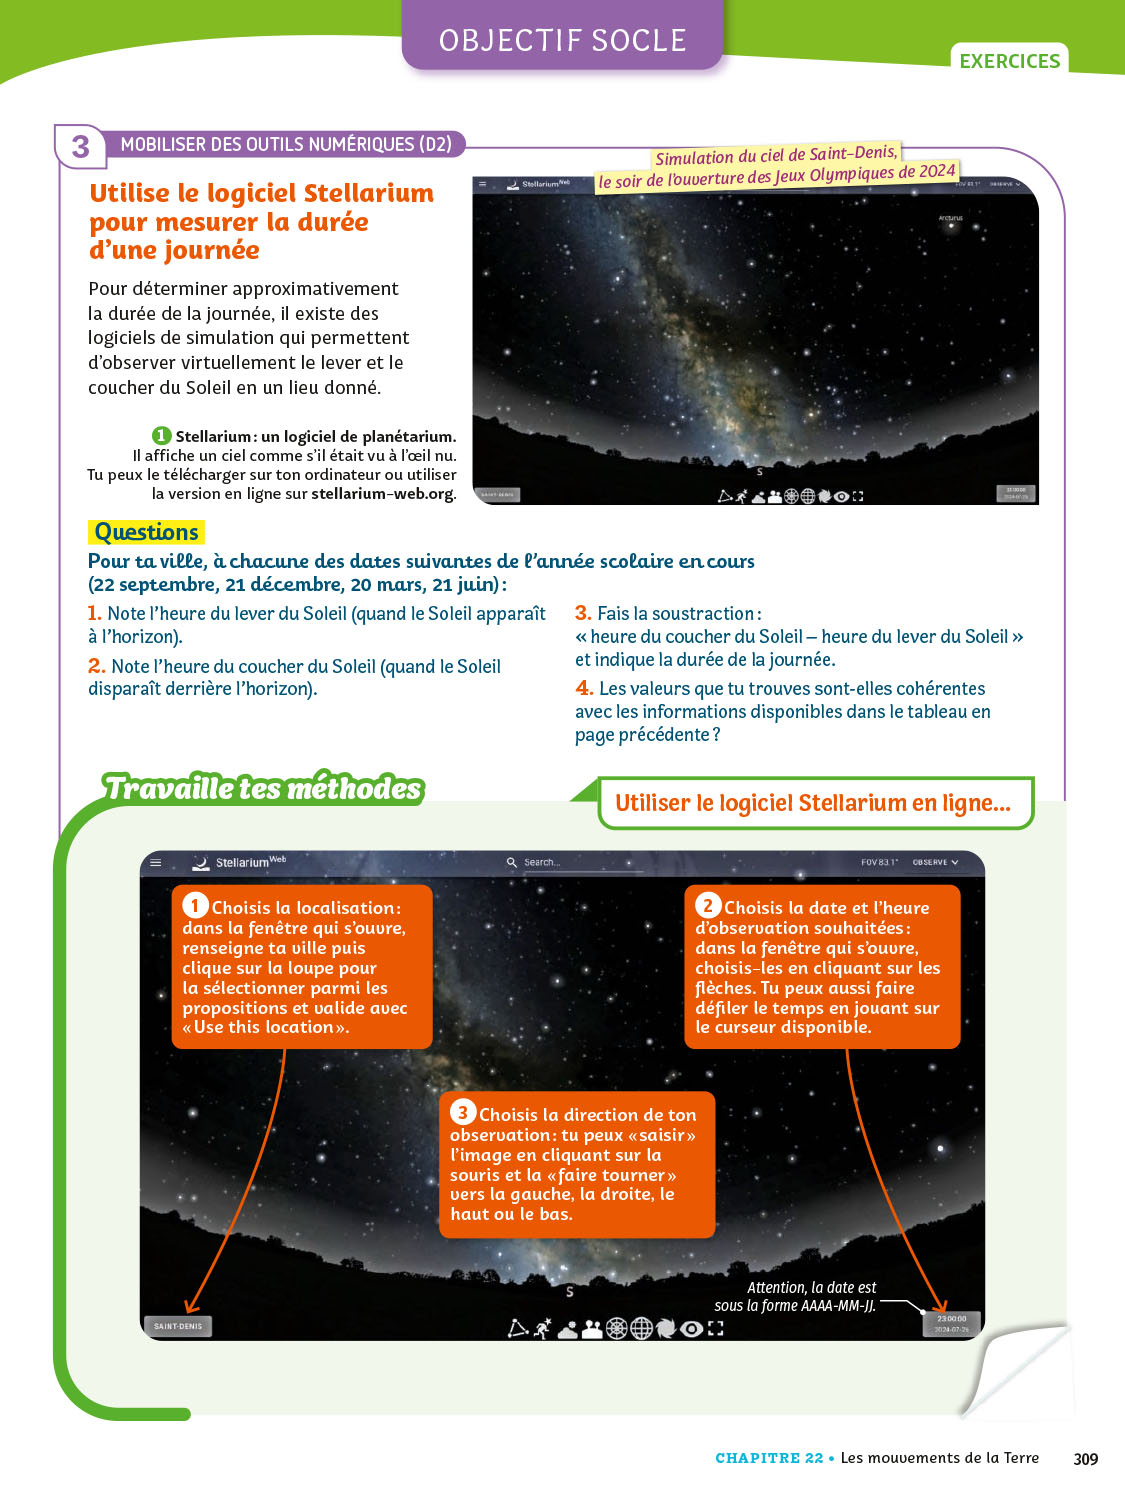 OBJECTIF SOCLE
EXERCICES
3
MOBILISER DES OUTILS NUMÉRIQUES (D2)
Utilise le logiciel Stellarium
pour mesurer la durée
d'une journée
Pour déterminer approximativement
la durée de la journée, il existe des
logiciels de simulation qui permettent
d'observer virtuellement le lever et le
coucher du Soleil en un lieu donné.
1 Stellarium : un logiciel de planétarium.
Il affiche un ciel comme s'il était vu à l'œil nu.
Tu peux le télécharger sur ton ordinateur ou utiliser
la version en ligne sur stellarium-web.org.
Simulation du ciel de Saint-Denis,
le soir de l'ouverture des Jeux Olympiques de 2024
Stellarium Web
FOV 83.1° OBSERVE
Arcturus
S
SAINT-DENIS
23:00:00
2024-07-26
Questions
Pour ta ville, à chacune des dates suivantes de l'année scolaire en cours
(22 septembre, 21 décembre, 20 mars, 21 juin) :
1. Note l'heure du lever du Soleil (quand le Soleil apparaît
à l'horizon).
2. Note l'heure du coucher du Soleil (quand le Soleil
disparaît derrière l'horizon).
3. Fais la soustraction :
« heure du coucher du Soleil – heure du lever du Soleil »
et indique la durée de la journée.
4. Les valeurs que tu trouves sont-elles cohérentes
avec les informations disponibles dans le tableau en
page précédente ?
Travaille tes méthodes
Utiliser le logiciel Stellarium en ligne...
Stellarium Web
Search...
FOV 83.1° OBSERVE
1 Choisis la localisation :
dans la fenêtre qui s'ouvre,
renseigne ta ville puis
clique sur la loupe pour
la sélectionner parmi les
propositions et valide avec
« Use this location ».
2 Choisis la date et l'heure
d'observation souhaitées :
dans la fenêtre qui s'ouvre,
choisis-les en cliquant sur les
flèches. Tu peux aussi faire
défiler le temps en jouant sur
le curseur disponible.
3 Choisis la direction de ton
observation : tu peux « saisir »
l'image en cliquant sur la
souris et la « faire tourner »
vers la gauche, la droite, le
haut ou le bas.
Attention, la date est
sous la forme AAAA-MM-JJ.
S
SAINT-DENIS
23:00:00
2024-07-26
CHAPITRE 22 • Les mouvements de la Terre 309